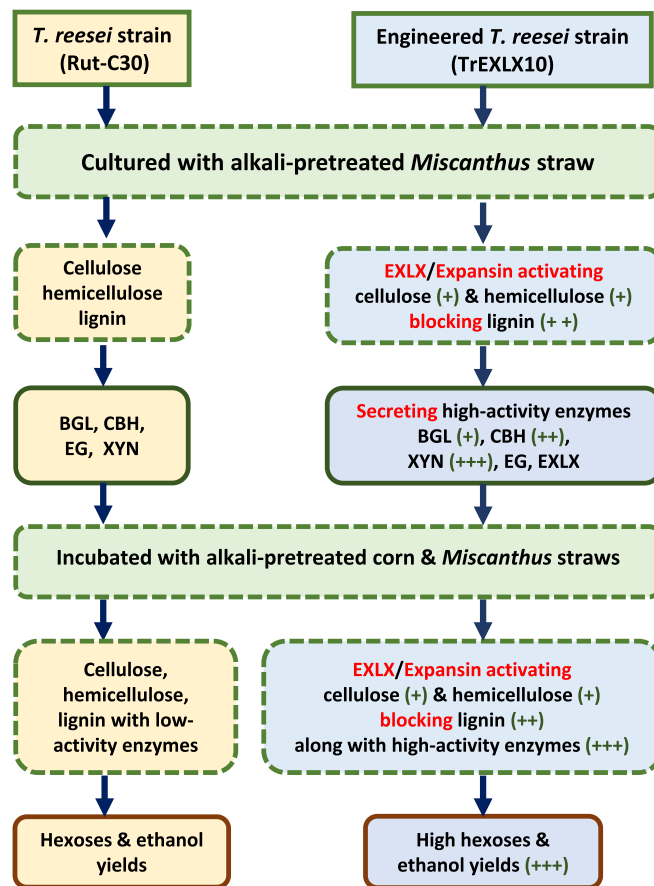 T. reesei strain
(Rut-C30)
Engineered T. reesei strain
(TrEXLX10)
Cultured with alkali-pretreated Miscanthus straw
Cellulose
hemicellulose
lignin
EXLX/Expansin activating
cellulose (+) & hemicellulose (+)
blocking lignin (+ +)
BGL, CBH,
EG, XYN
Secreting high-activity enzymes
BGL (+), CBH (++),
XYN (+++), EG, EXLX
Incubated with alkali-pretreated corn & Miscanthus straws
Cellulose,
hemicellulose,
lignin with low-
activity enzymes
EXLX/Expansin activating
cellulose (+) & hemicellulose (+)
blocking lignin (++)
along with high-activity enzymes (+++)
Hexoses & ethanol
yields
High hexoses &
ethanol yields (+++)